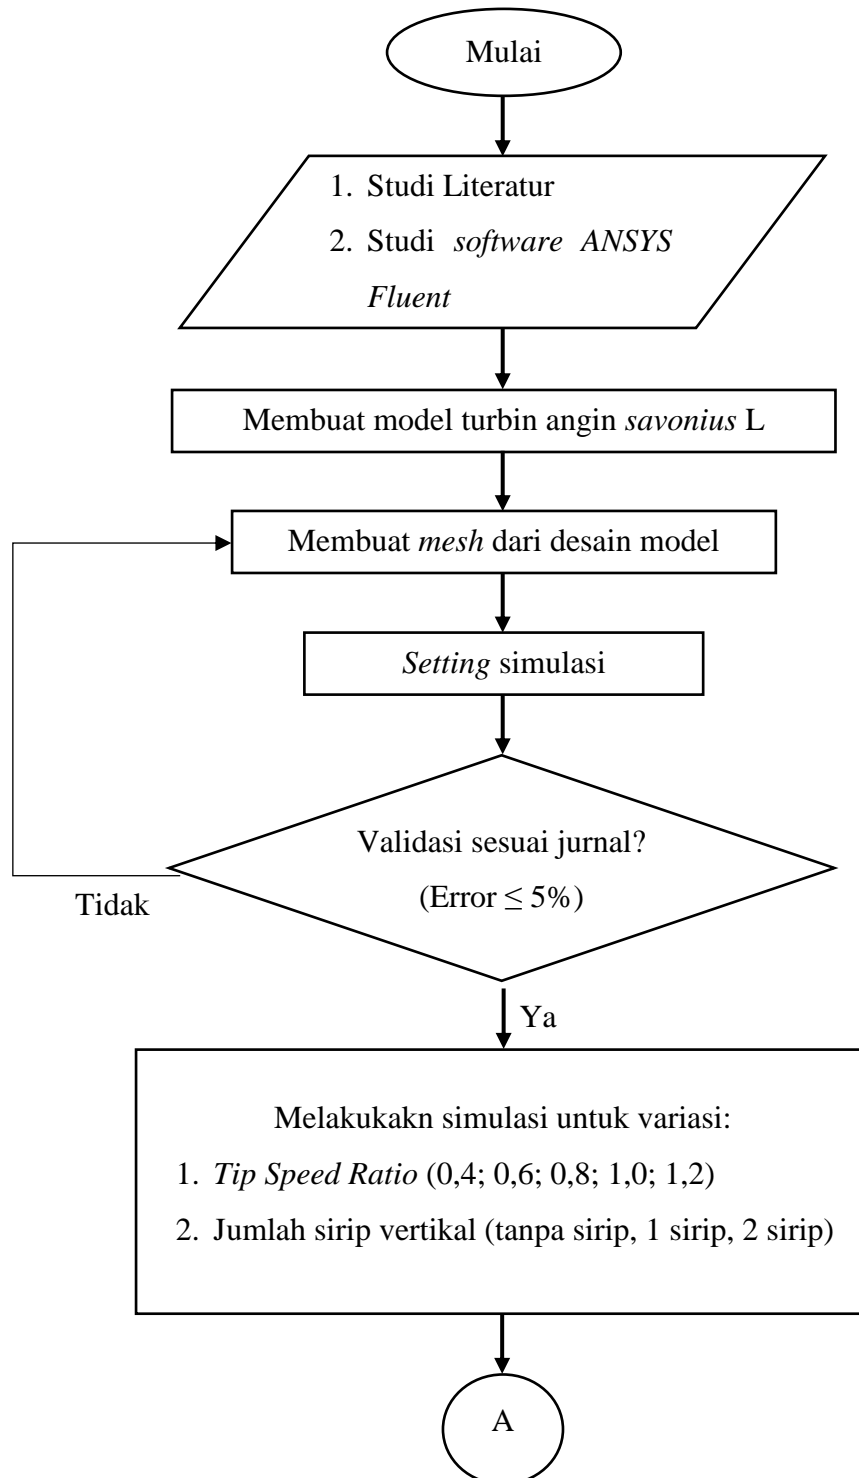 Mulai
1. Studi Literatur
2. Studi software ANSYS
Fluent
Membuat model turbin angin savonius L
Membuat mesh dari desain model
Setting simulasi
Validasi sesuai jurnal?
(Error ≤ 5%)
Tidak
Ya
Melakukakn simulasi untuk variasi:
1. Tip Speed Ratio (0,4; 0,6; 0,8; 1,0; 1,2)
2. Jumlah sirip vertikal (tanpa sirip, 1 sirip, 2 sirip)
A